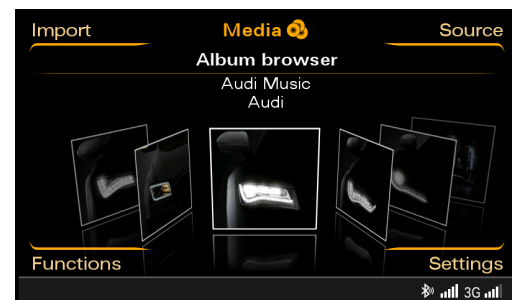 Import Media Source
Album browser
Audi Music
Audi
Functions Settings
3G